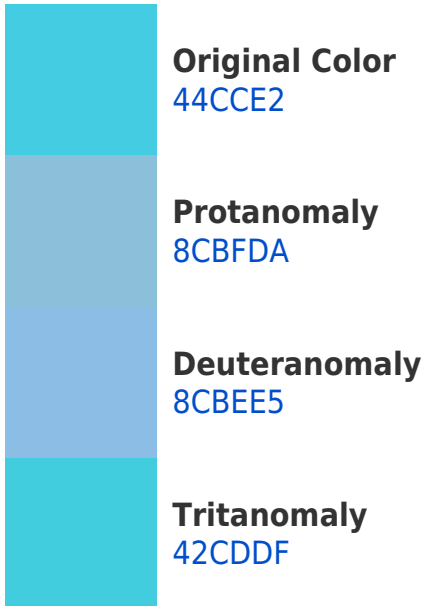 Original Color
44CCE2
Protanomaly
8CBFDA
Deuteranomaly
8CBEE5
Tritanomaly
42CDDF